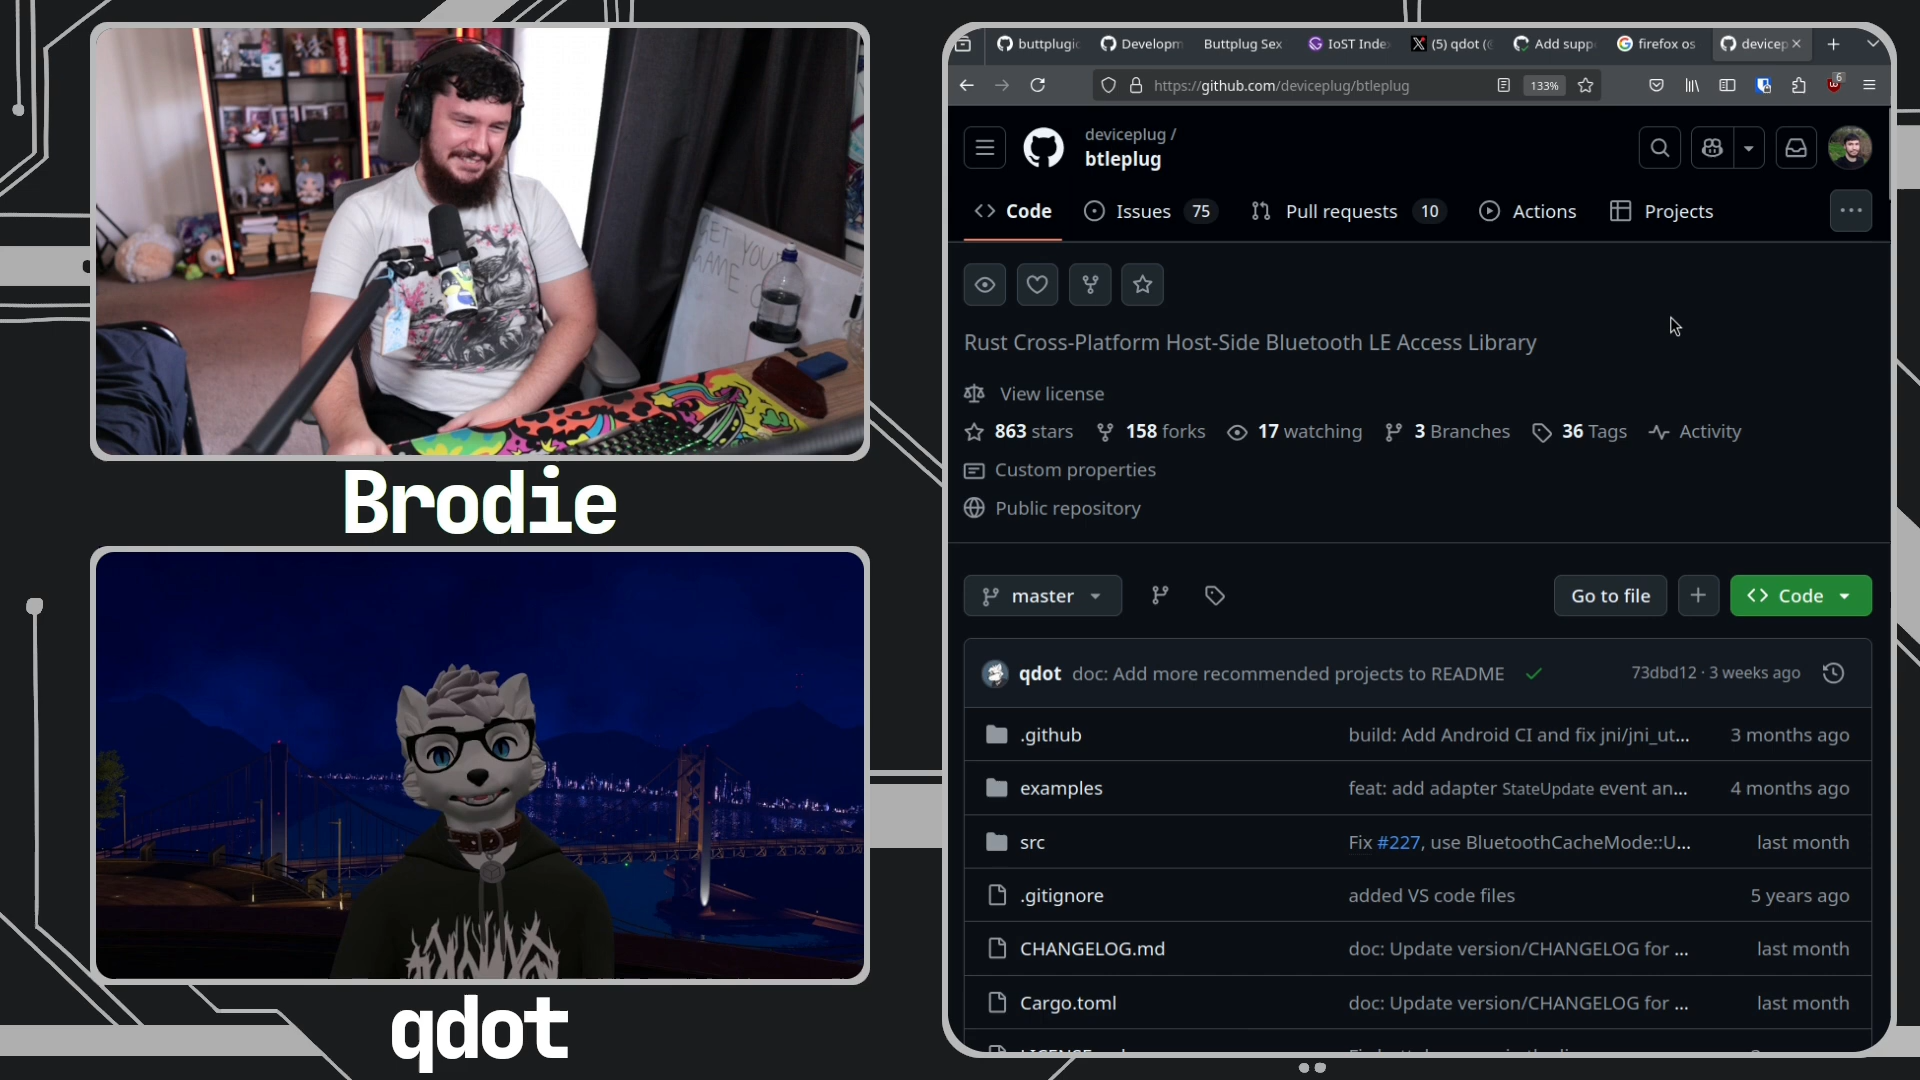 GET YOU
NAME
Brodie
qdot
buttplugio
Developm
Buttplug Sex
IoST Inde
(5) qdot (
Add supp
firefox os
devicep
https://github.com/deviceplug/btleplug
133%
6
deviceplug /
btleplug
Code
Issues 75
Pull requests 10
Actions
Projects
Rust Cross-Platform Host-Side Bluetooth LE Access Library
View license
863 stars
158 forks
17 watching
3 Branches
36 Tags
Activity
Custom properties
Public repository
master
Go to file
Code
qdot doc: Add more recommended projects to README 73dbd12 · 3 weeks ago
.github build: Add Android CI and fix jni/jni_ut... 3 months ago
examples feat: add adapter StateUpdate event an... 4 months ago
src Fix #227, use BluetoothCacheMode::U... last month
.gitignore added VS code files 5 years ago
CHANGELOG.md doc: Update version/CHANGELOG for ... last month
Cargo.toml doc: Update version/CHANGELOG for ... last month